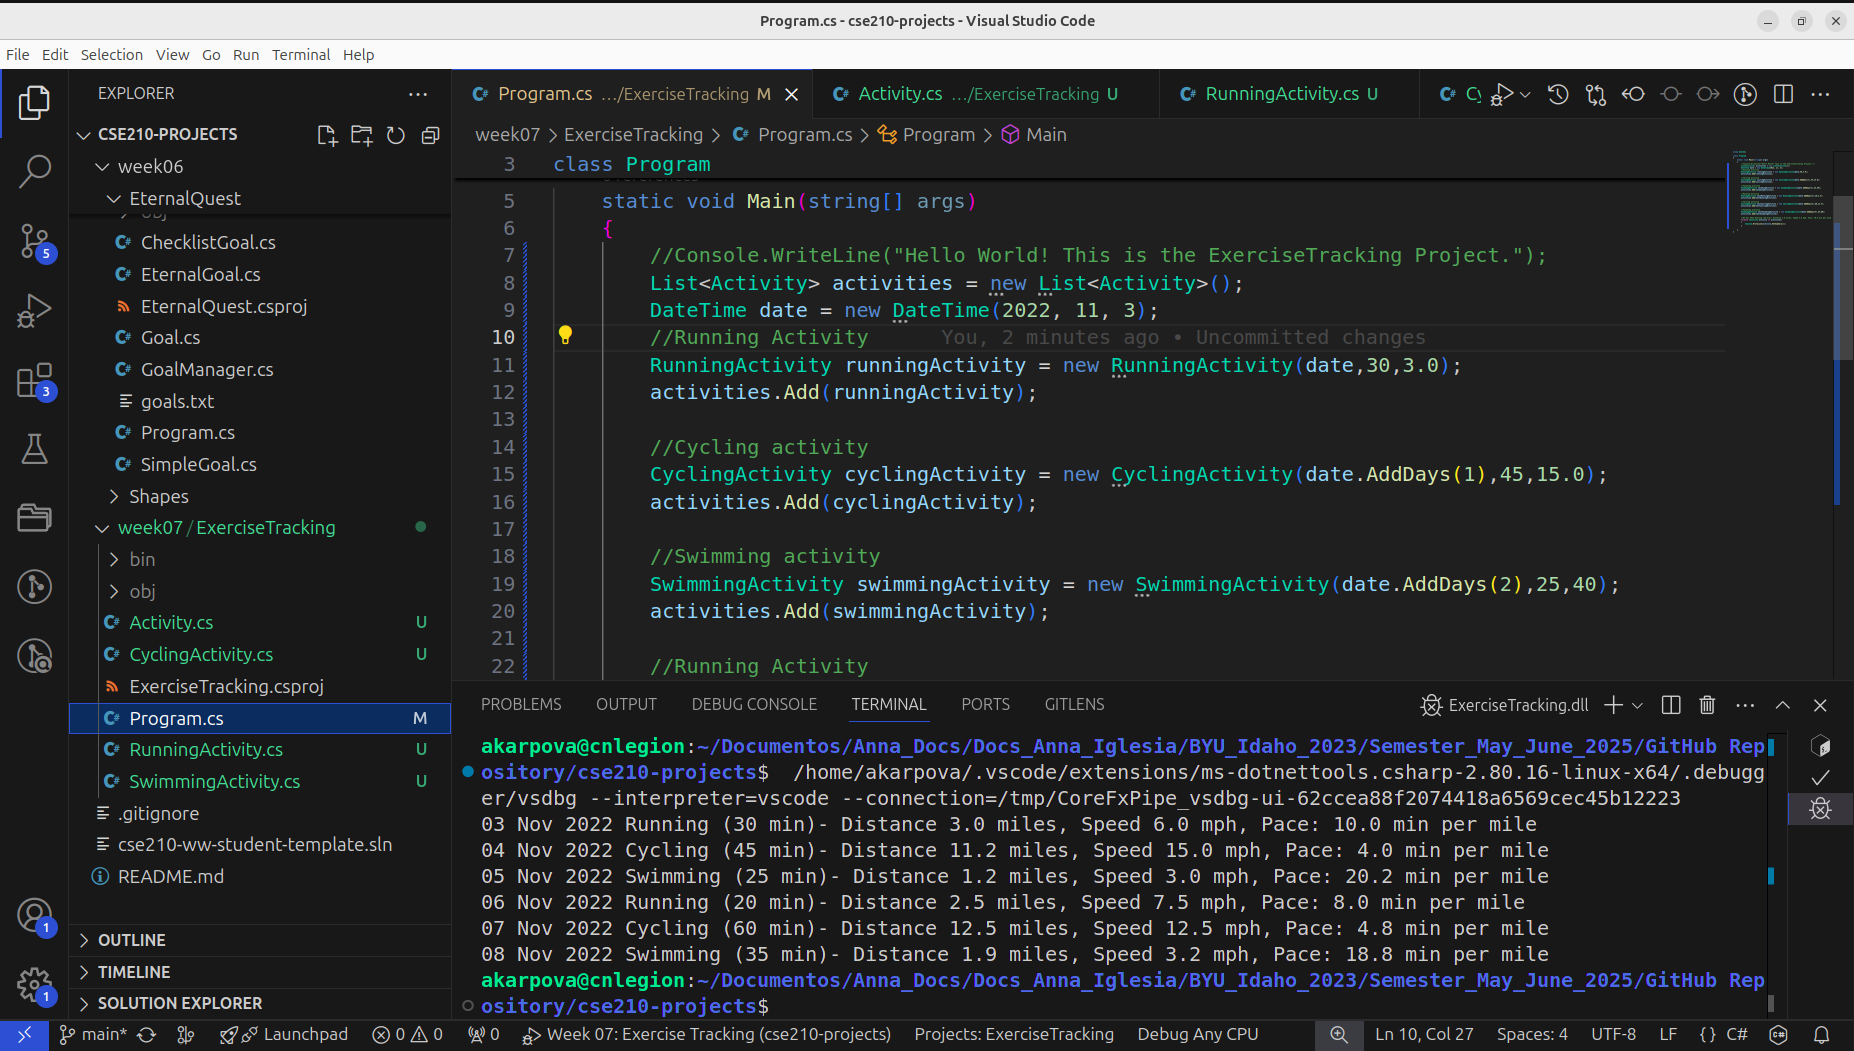 Program.cs - cse210-projects - Visual Studio Code
File Edit Selection View Go Run Terminal Help
EXPLORER
CSE210-PROJECTS
week06
EternalQuest
obj
ChecklistGoal.cs
EternalGoal.cs
EternalQuest.csproj
Goal.cs
GoalManager.cs
goals.txt
Program.cs
SimpleGoal.cs
Shapes
week07 / ExerciseTracking
bin
obj
Activity.cs U
CyclingActivity.cs U
ExerciseTracking.csproj
Program.cs M
RunningActivity.cs U
SwimmingActivity.cs U
.gitignore
cse210-ww-student-template.sln
README.md
OUTLINE
TIMELINE
SOLUTION EXPLORER
5
3
1
1
Program.cs .../ExerciseTracking M
Activity.cs .../ExerciseTracking U
RunningActivity.cs U
Cy
week07 > ExerciseTracking > Program.cs > Program > Main
3 class Program
5 static void Main(string[] args)
6 {
7 //Console.WriteLine("Hello World! This is the ExerciseTracking Project.");
8 List<Activity> activities = new List<Activity>();
9 DateTime date = new DateTime(2022, 11, 3);
10 //Running Activity You, 2 minutes ago • Uncommitted changes
11 RunningActivity runningActivity = new RunningActivity(date,30,3.0);
12 activities.Add(runningActivity);
13
14 //Cycling activity
15 CyclingActivity cyclingActivity = new CyclingActivity(date.AddDays(1),45,15.0);
16 activities.Add(cyclingActivity);
17
18 //Swimming activity
19 SwimmingActivity swimmingActivity = new SwimmingActivity(date.AddDays(2),25,40);
20 activities.Add(swimmingActivity);
21
22 //Running Activity
PROBLEMS OUTPUT DEBUG CONSOLE TERMINAL PORTS GITLENS
ExerciseTracking.dll
akarpova@cnlegion:~/Documentos/Anna_Docs/Docs_Anna_Iglesia/BYU_Idaho_2023/Semester_May_June_2025/GitHub Rep
ository/cse210-projects$ /home/akarpova/.vscode/extensions/ms-dotnettools.csharp-2.80.16-linux-x64/.debugg
er/vsdbg --interpreter=vscode --connection=/tmp/CoreFxPipe_vsdbg-ui-62ccea88f2074418a6569cec45b12223
03 Nov 2022 Running (30 min)- Distance 3.0 miles, Speed 6.0 mph, Pace: 10.0 min per mile
04 Nov 2022 Cycling (45 min)- Distance 11.2 miles, Speed 15.0 mph, Pace: 4.0 min per mile
05 Nov 2022 Swimming (25 min)- Distance 1.2 miles, Speed 3.0 mph, Pace: 20.2 min per mile
06 Nov 2022 Running (20 min)- Distance 2.5 miles, Speed 7.5 mph, Pace: 8.0 min per mile
07 Nov 2022 Cycling (60 min)- Distance 12.5 miles, Speed 12.5 mph, Pace: 4.8 min per mile
08 Nov 2022 Swimming (35 min)- Distance 1.9 miles, Speed 3.2 mph, Pace: 18.8 min per mile
akarpova@cnlegion:~/Documentos/Anna_Docs/Docs_Anna_Iglesia/BYU_Idaho_2023/Semester_May_June_2025/GitHub Rep
ository/cse210-projects$
main* Launchpad 0 0 0 Week 07: Exercise Tracking (cse210-projects) Projects: ExerciseTracking Debug Any CPU Ln 10, Col 27 Spaces: 4 UTF-8 LF {} C#